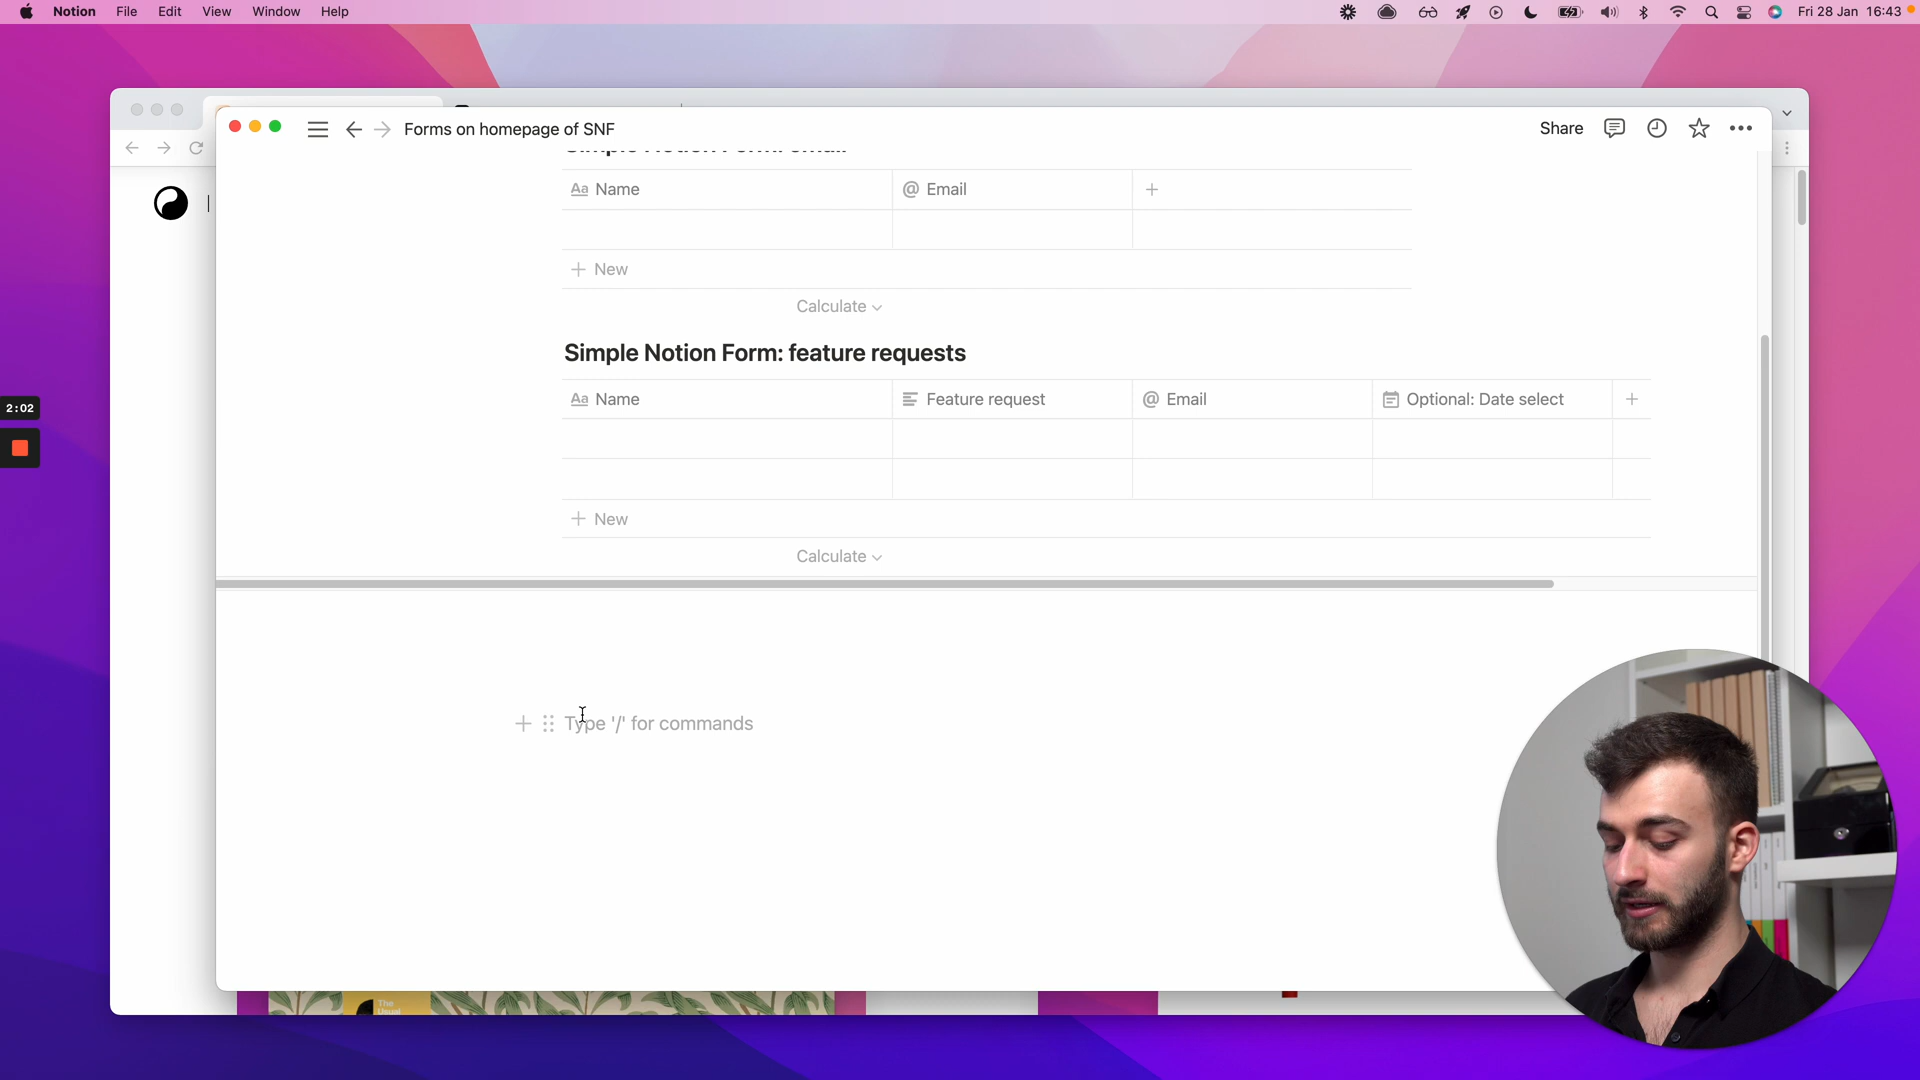 Notion File Edit View Window Help
Fri 28 Jan 16:43
Forms on homepage of SNF
Share
Aa Name
@ Email
+ New
Calculate
Simple Notion Form: feature requests
Aa Name
Feature request
@ Email
Optional: Date select
2:02
+ New
Calculate
Type '/' for commands
The
Usual